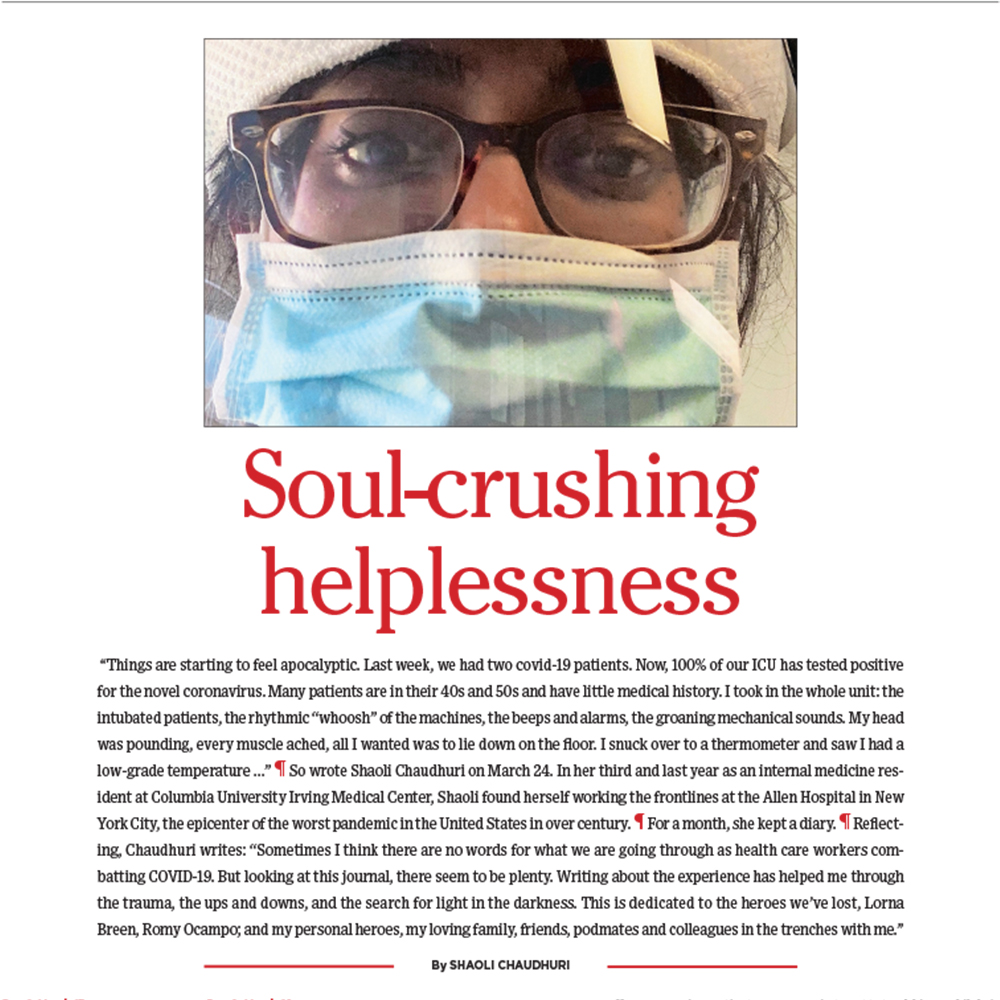 Soul-crushing
helplessness
“Things are starting to feel apocalyptic. Last week, we had two covid-19 patients. Now, 100% of our ICU has tested positive
for the novel coronavirus. Many patients are in their 40s and 50s and have little medical history. I took in the whole unit: the
intubated patients, the rhythmic “whoosh” of the machines, the beeps and alarms, the groaning mechanical sounds. My head
was pounding, every muscle ached, all I wanted was to lie down on the floor. I snuck over to a thermometer and saw I had a
low-grade temperature ...” ¶ So wrote Shaoli Chaudhuri on March 24. In her third and last year as an internal medicine res-
ident at Columbia University Irving Medical Center, Shaoli found herself working the frontlines at the Allen Hospital in New
York City, the epicenter of the worst pandemic in the United States in over century. ¶ For a month, she kept a diary. ¶ Reflect-
ing, Chaudhuri writes: “Sometimes I think there are no words for what we are going through as health care workers com-
batting COVID-19. But looking at this journal, there seem to be plenty. Writing about the experience has helped me through
the trauma, the ups and downs, and the search for light in the darkness. This is dedicated to the heroes we’ve lost, Lorna
Breen, Romy Ocampo; and my personal heroes, my loving family, friends, podmates and colleagues in the trenches with me.”
By SHAOLI CHAUDHURI